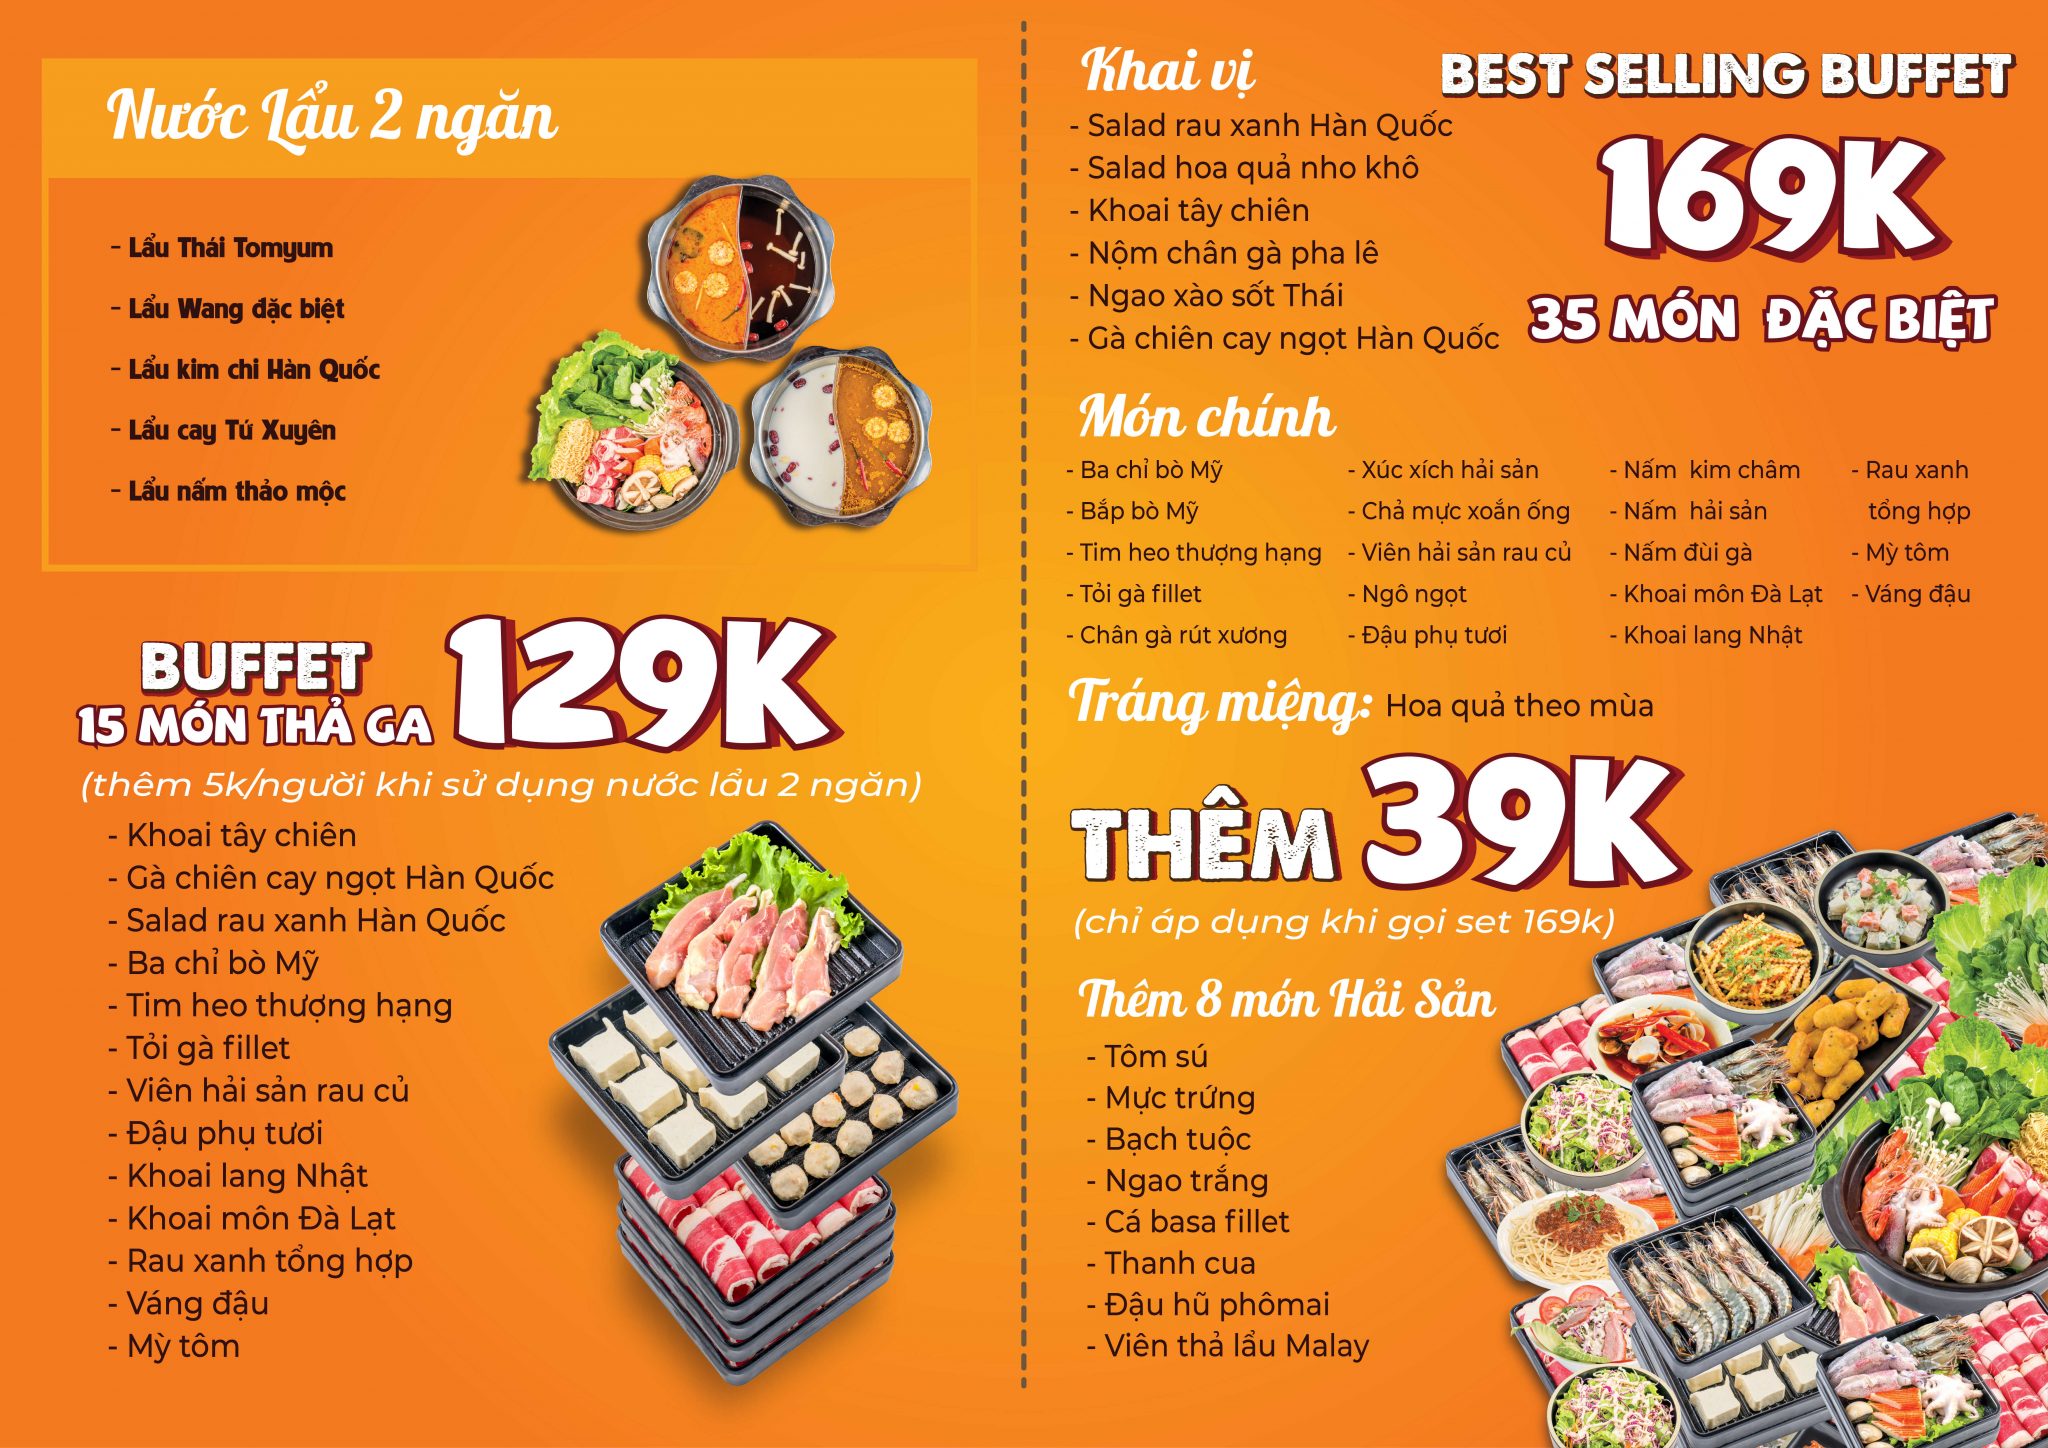 Nước Lẩu 2 ngăn
- Lẩu Thái Tomyum
- Lẩu Wang đặc biệt
- Lẩu kim chi Hàn Quốc
- Lẩu cay Tứ Xuyên
- Lẩu nấm thảo mộc
BUFFET
15 MÓN THẢ GA
129K
(thêm 5k/người khi sử dụng nước lẩu 2 ngăn)
- Khoai tây chiên
- Gà chiên cay ngọt Hàn Quốc
- Salad rau xanh Hàn Quốc
- Ba chỉ bò Mỹ
- Tim heo thượng hạng
- Tỏi gà fillet
- Viên hải sản rau củ
- Đậu phụ tươi
- Khoai lang Nhật
- Khoai môn Đà Lạt
- Rau xanh tổng hợp
- Váng đậu
- Mỳ tôm
Khai vị
- Salad rau xanh Hàn Quốc
- Salad hoa quả nho khô
- Khoai tây chiên
- Nộm chân gà pha lê
- Ngao xào sốt Thái
- Gà chiên cay ngọt Hàn Quốc
BEST SELLING BUFFET
169K
35 MÓN ĐẶC BIỆT
Món chính
- Ba chỉ bò Mỹ
- Bắp bò Mỹ
- Tim heo thượng hạng
- Tỏi gà fillet
- Chân gà rút xương
- Xúc xích hải sản
- Chả mực xoắn ống
- Viên hải sản rau củ
- Ngô ngọt
- Đậu phụ tươi
- Nấm kim châm
- Nấm hải sản
- Nấm đùi gà
- Khoai môn Đà Lạt
- Khoai lang Nhật
- Rau xanh
tổng hợp
- Mỳ tôm
- Váng đậu
Tráng miệng: Hoa quả theo mùa
THÊM 39K
(chỉ áp dụng khi gọi set 169k)
Thêm 8 món Hải Sản
- Tôm sú
- Mực trứng
- Bạch tuộc
- Ngao trắng
- Cá basa fillet
- Thanh cua
- Đậu hũ phômai
- Viên thả lẩu Malay